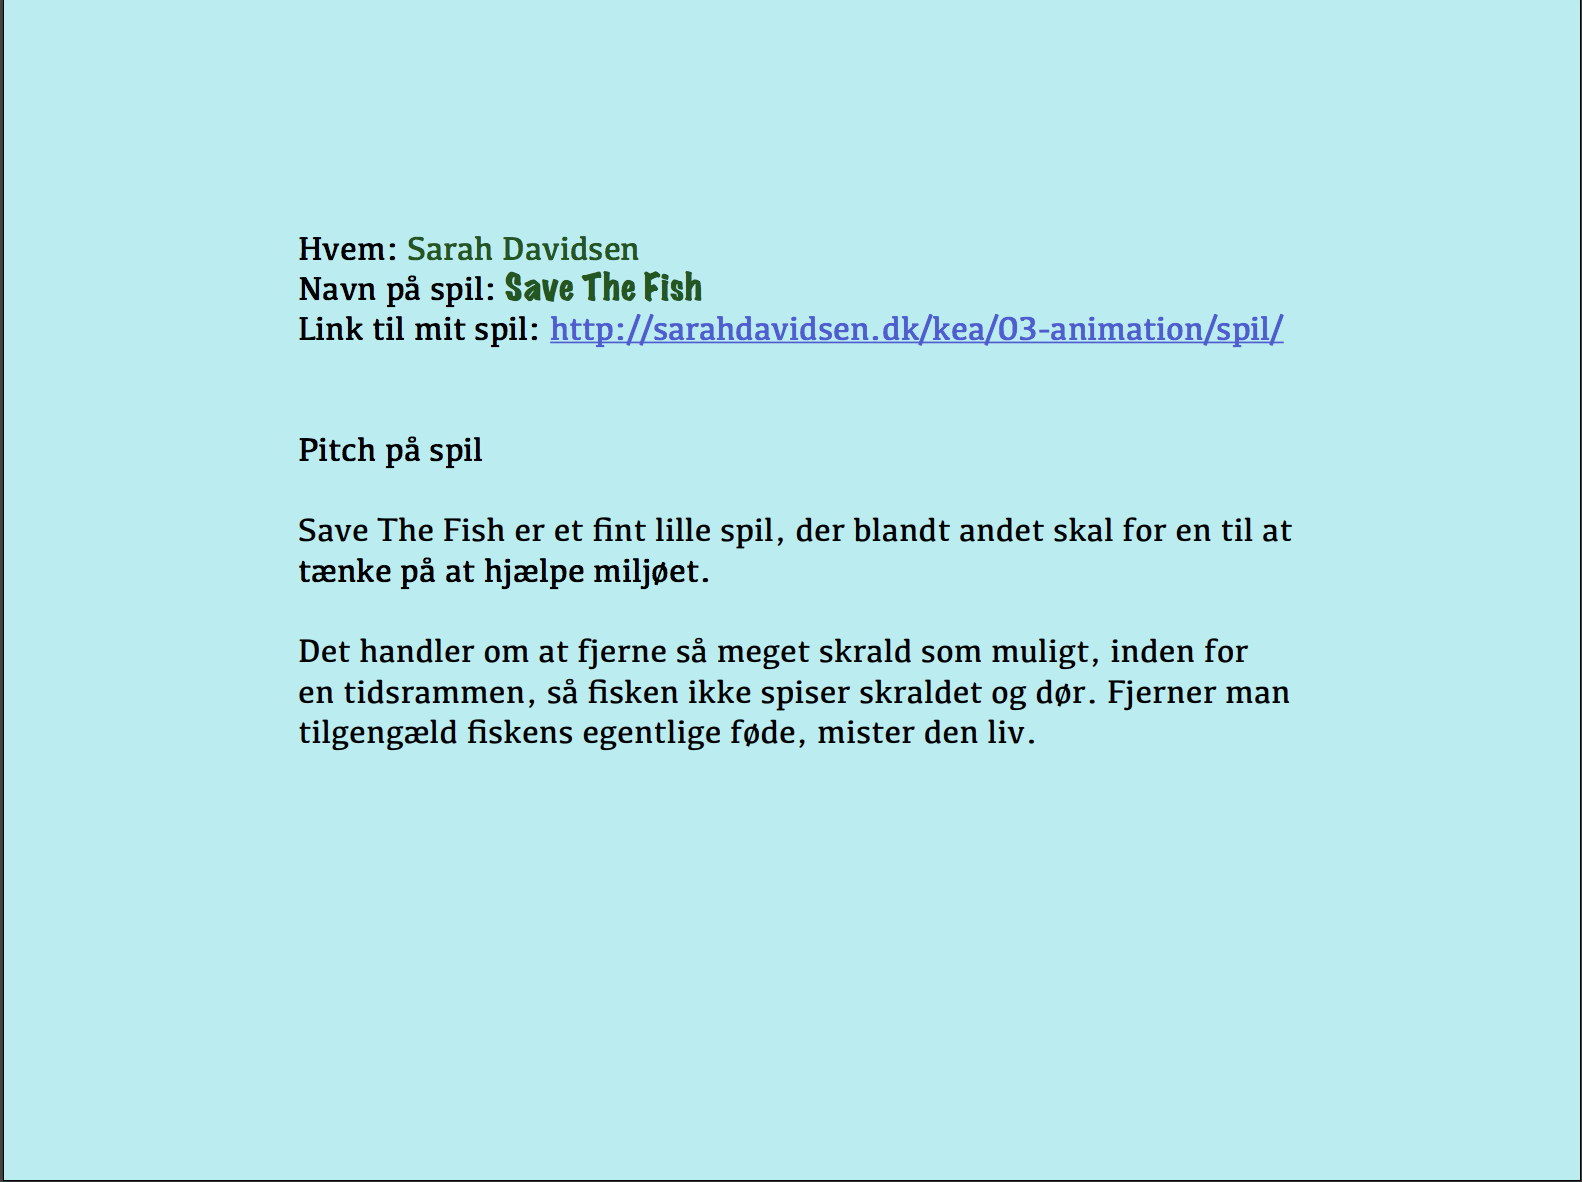 Hvem: Sarah Davidsen
Navn på spil: Save The Fish
Link til mit spil: http://sarahdavidsen.dk/kea/03-animation/spil/
Pitch på spil
Save The Fish er et fint lille spil, der blandt andet skal for en til at
tænke på at hjælpe miljøet.
Det handler om at fjerne så meget skrald som muligt, inden for
en tidsrammen, så fisken ikke spiser skraldet og dør. Fjerner man
tilgengæld fiskens egentlige føde, mister den liv.